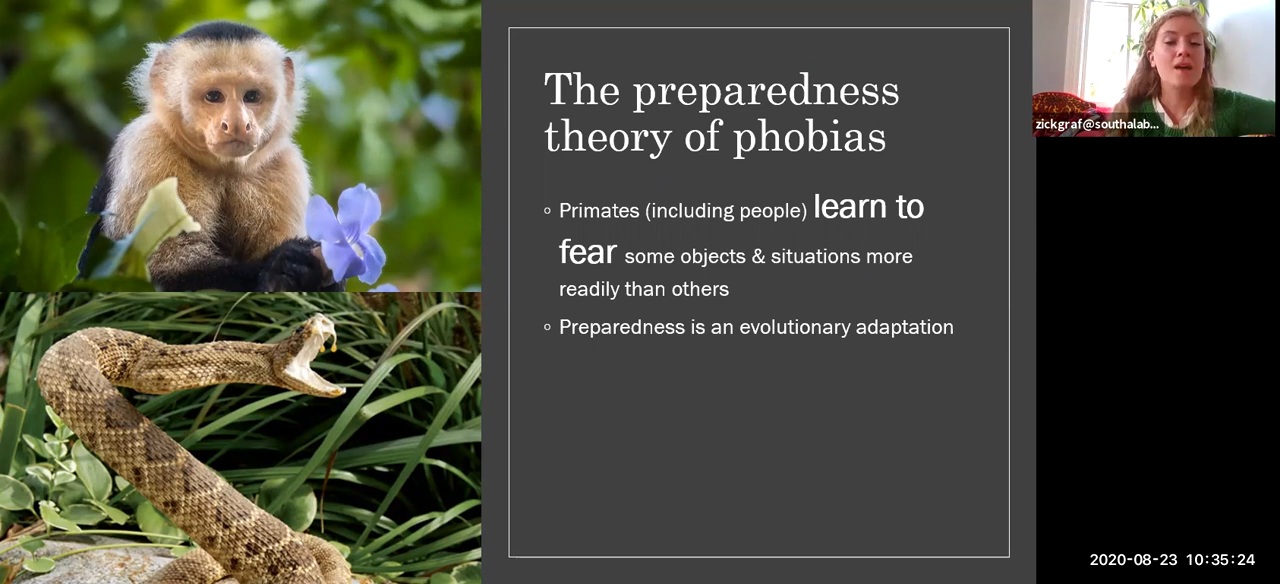 The preparedness
theory of phobias
Primates (including people) learn to
fear some objects & situations more
readily than others
Preparedness is an evolutionary adaptation
zickgraf@southalab...
2020-08-23 10:35:24